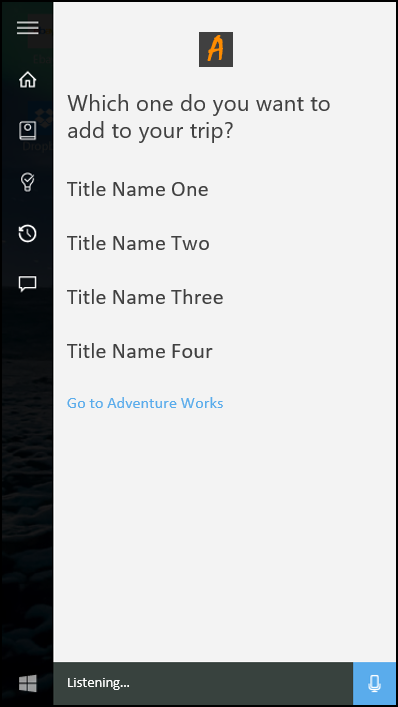 A
Which one do you want to
add to your trip?
Title Name One
Title Name Two
Title Name Three
Title Name Four
Go to Adventure Works
Listening...